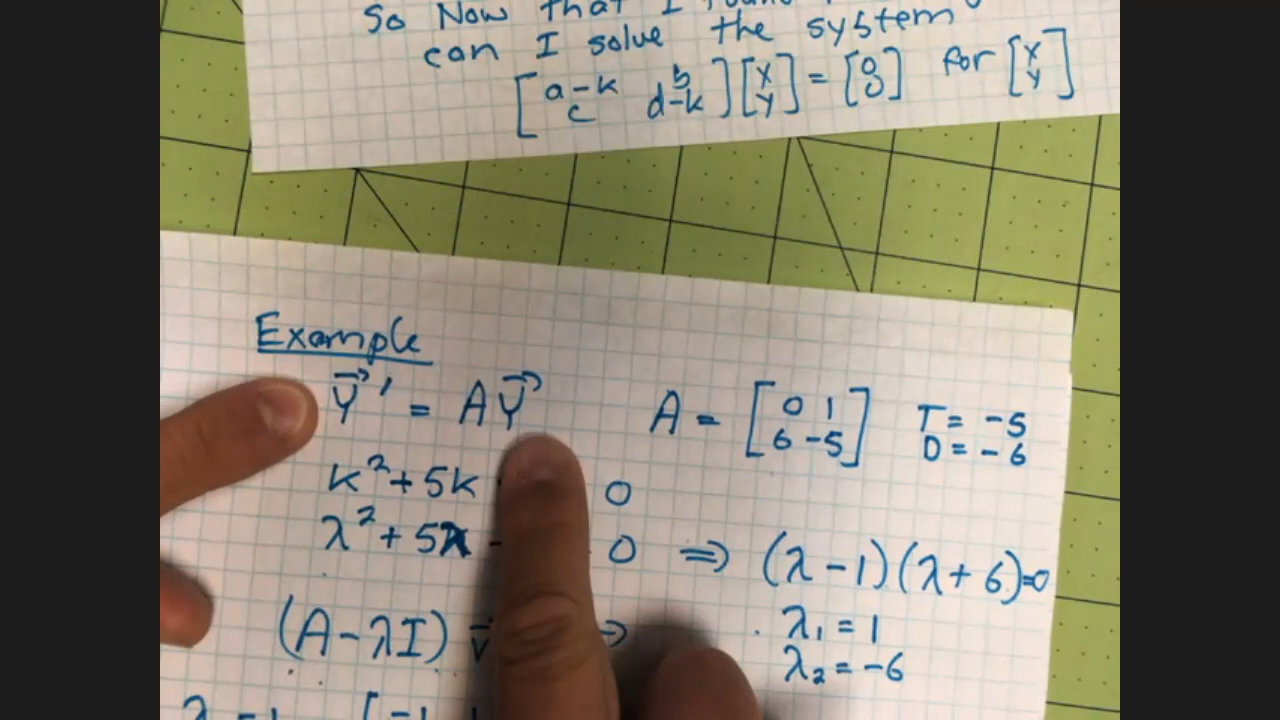 So Now that I found
can I solve the system
[a-k b
c d-k] [x
y] = [0
0] for [x
y]
Example
Y⃗' = AY⃗ A = [0 1
6 -5] T = -5
D = -6
k² + 5k 0
λ² + 5λ - 0 ⇒ (λ - 1)(λ + 6)=0
(A - λI) v⃗ ⇒ λ₁ = 1
λ₂ = -6